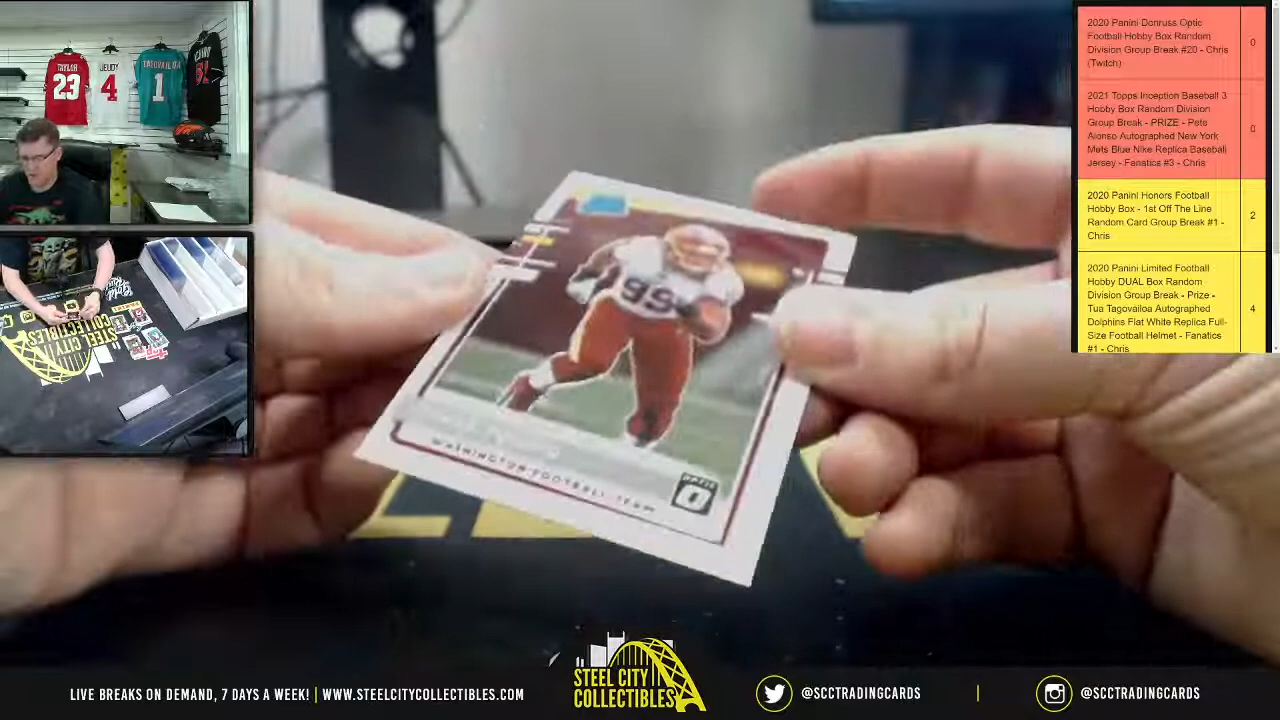 TAYLOR
23
JEUDY
4
TAGOVAILOA
1
STEEL CITY
COLLECTIBLES
99
WASHINGTON FOOTBALL TEAM
OPTIC
2020 Panini Donruss Optic
Football Hobby Box Random
Division Group Break #20 - Chris
(Twitch)
0
2021 Topps Inception Baseball 3
Hobby Box Random Division
Group Break - PRIZE - Pete
Alonso Autographed New York
Mets Blue Nike Replica Baseball
Jersey - Fanatics #3 - Chris
0
2020 Panini Honors Football
Hobby Box - 1st Off The Line
Random Card Group Break #1 -
Chris
2
2020 Panini Limited Football
Hobby DUAL Box Random
Division Group Break - Prize -
Tua Tagovailoa Autographed
Dolphins Flat White Replica Full-
Size Football Helmet - Fanatics
#1 - Chris
4
LIVE BREAKS ON DEMAND, 7 DAYS A WEEK! | WWW.STEELCITYCOLLECTIBLES.COM
STEEL CITY
COLLECTIBLES
@SCCTRADINGCARDS | @SCCTRADINGCARDS